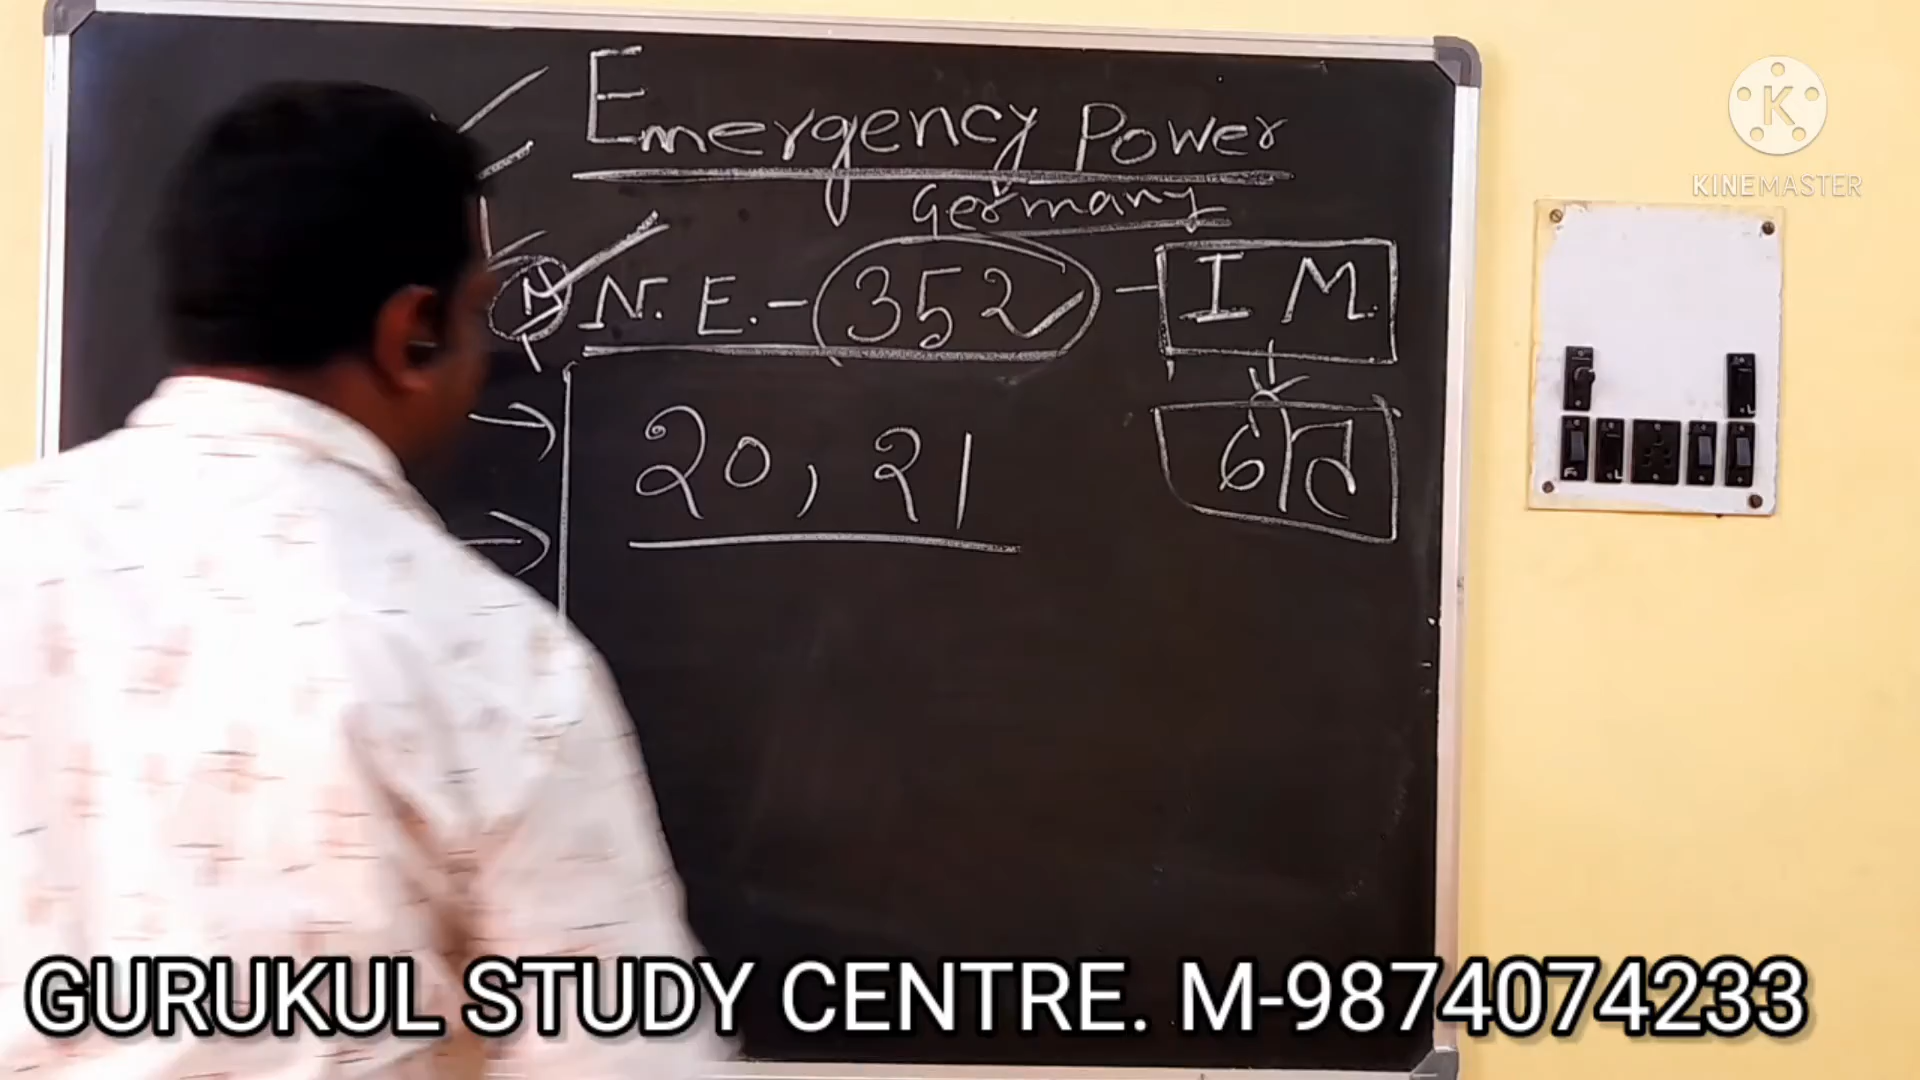 Emergency Power
Germany
N. E. - 352 - I M.
20, 21
K
KINEMASTER
GURUKUL STUDY CENTRE. M-9874074233